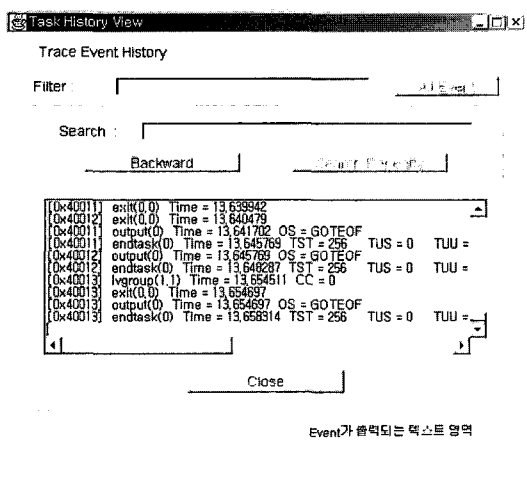 Task History View
Trace Event History
Filter :
Search :
Backward
[0x40011] exit(0,0) Time = 13,639942
[0x40012] exit(0,0) Time = 13,640479
[0x40011] output(0) Time = 13,641702 OS = GOTEOF
[0x40011] endtask(0) Time = 13,645769 TST = 256 TUS = 0 TUU =
[0x40012] output(0) Time = 13,645769 OS = GOTEOF
[0x40012] endtask(0) Time = 13,648287 TST = 256 TUS = 0 TUU =
[0x40013] lvgroup(1,1) Time = 13,654511 CC = 0
[0x40013] exit(0,0) Time = 13,654697
[0x40013] output(0) Time = 13,654697 OS = GOTEOF
[0x40013] endtask(0) Time = 13,658314 TST = 256 TUS = 0 TUU =
Close
Event가 출력되는 텍스트 영역